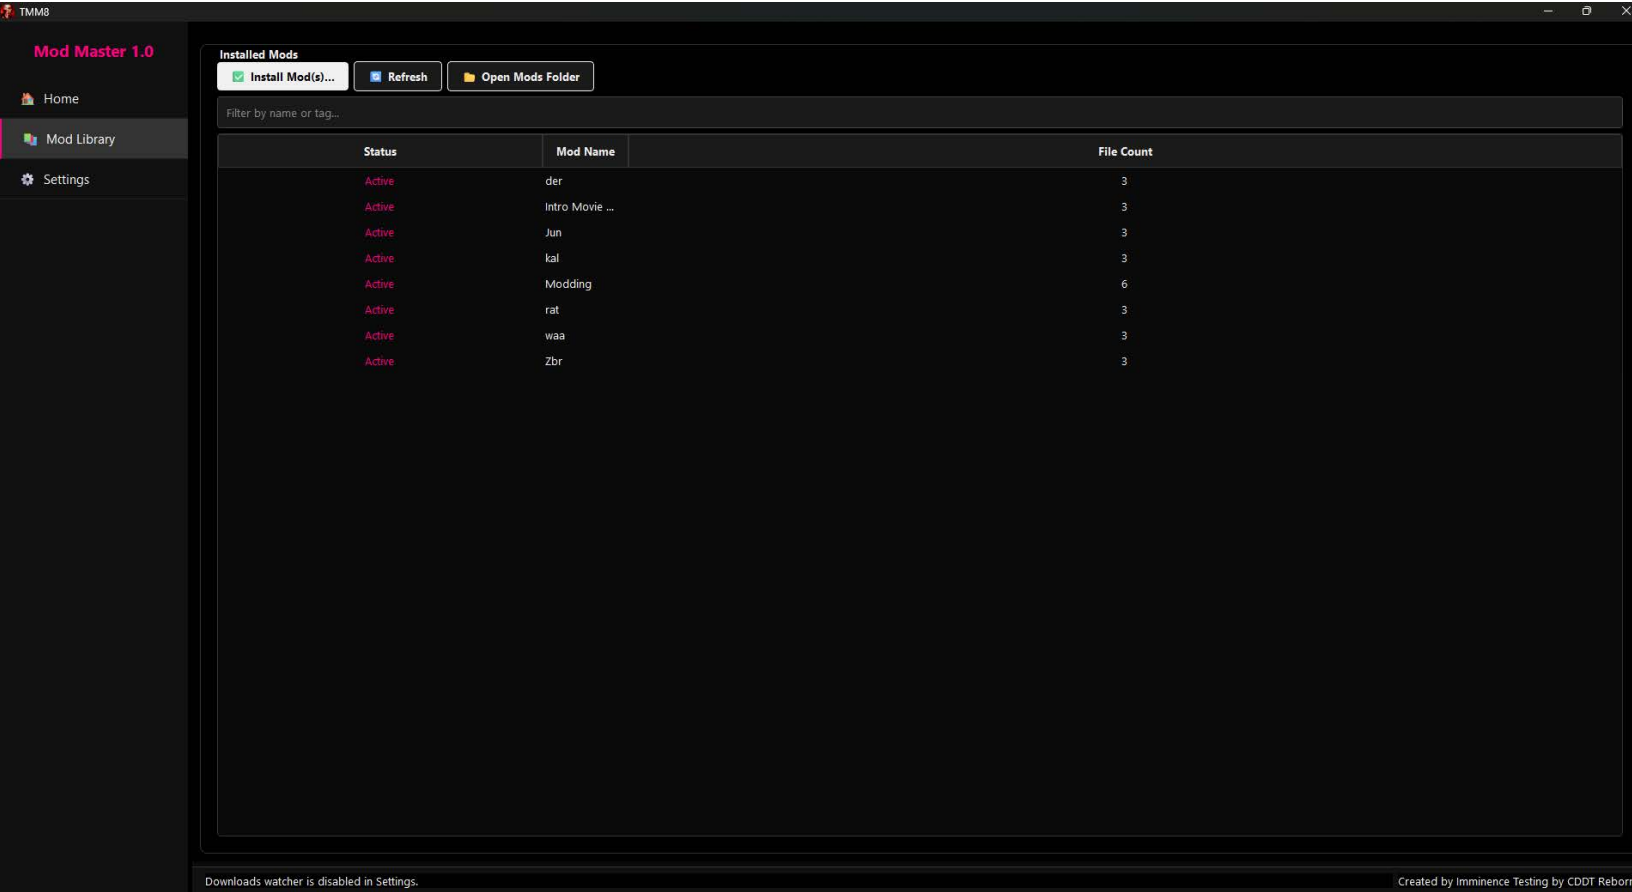 TMM8
Mod Master 1.0
Home
Mod Library
Settings
Installed Mods
Install Mod(s)... Refresh Open Mods Folder
Filter by name or tag...
Status Mod Name File Count
Active der 3
Active Intro Movie ... 3
Active Jun 3
Active kal 3
Active Modding 6
Active rat 3
Active waa 3
Active Zbr 3
Downloads watcher is disabled in Settings. Created by Imminence Testing by CDDT Reborn